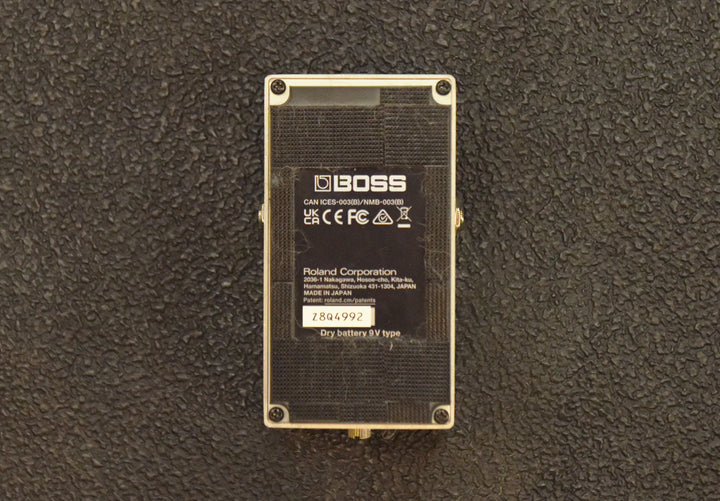 BOSS
CAN ICES-003(B)/NMB-003(B)
UK CA CE FC
Roland Corporation
2036-1 Nakagawa, Hosoe-cho, Kita-ku,
Hamamatsu, Shizuoka 431-1304, JAPAN
MADE IN JAPAN
Patent: roland.cm/patents
Z8Q4992
Dry battery 9V type